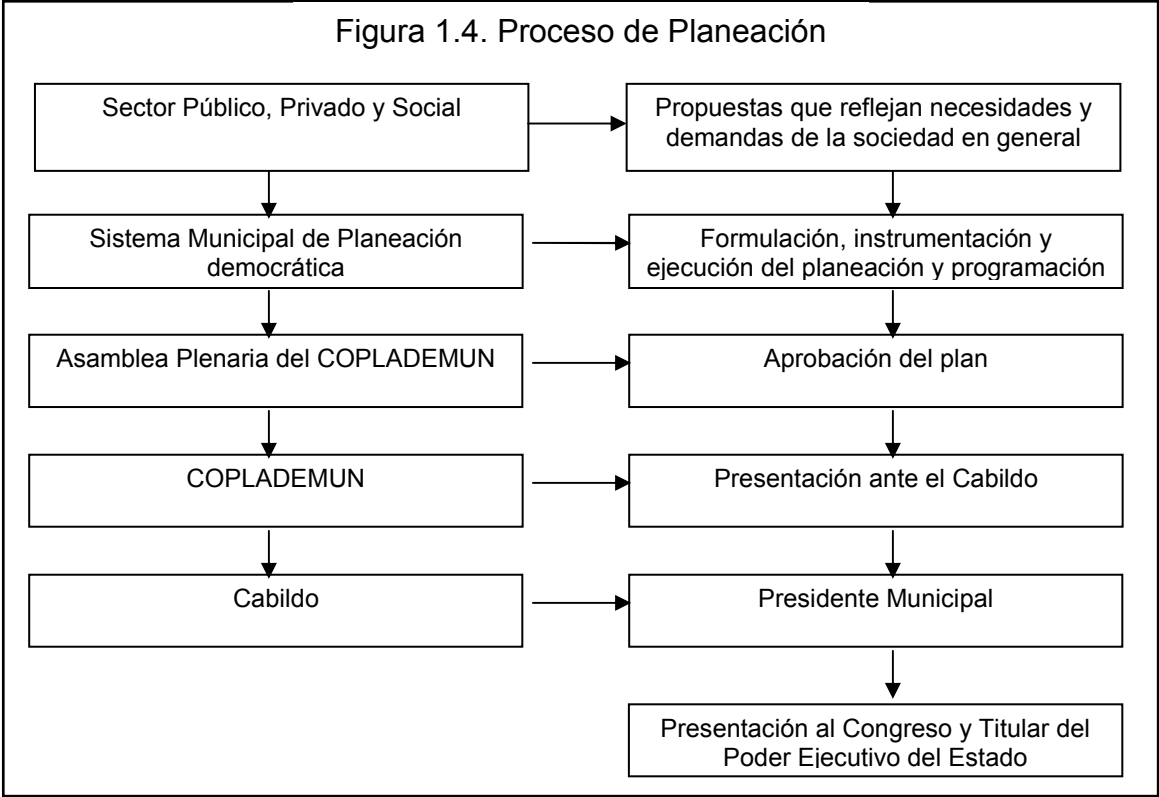 Figura 1.4. Proceso de Planeación
Sector Público, Privado y Social
Propuestas que reflejan necesidades y
demandas de la sociedad en general
Sistema Municipal de Planeación
democrática
Formulación, instrumentación y
ejecución del planeación y programación
Asamblea Plenaria del COPLADEMUN
Aprobación del plan
COPLADEMUN
Presentación ante el Cabildo
Cabildo
Presidente Municipal
Presentación al Congreso y Titular del
Poder Ejecutivo del Estado